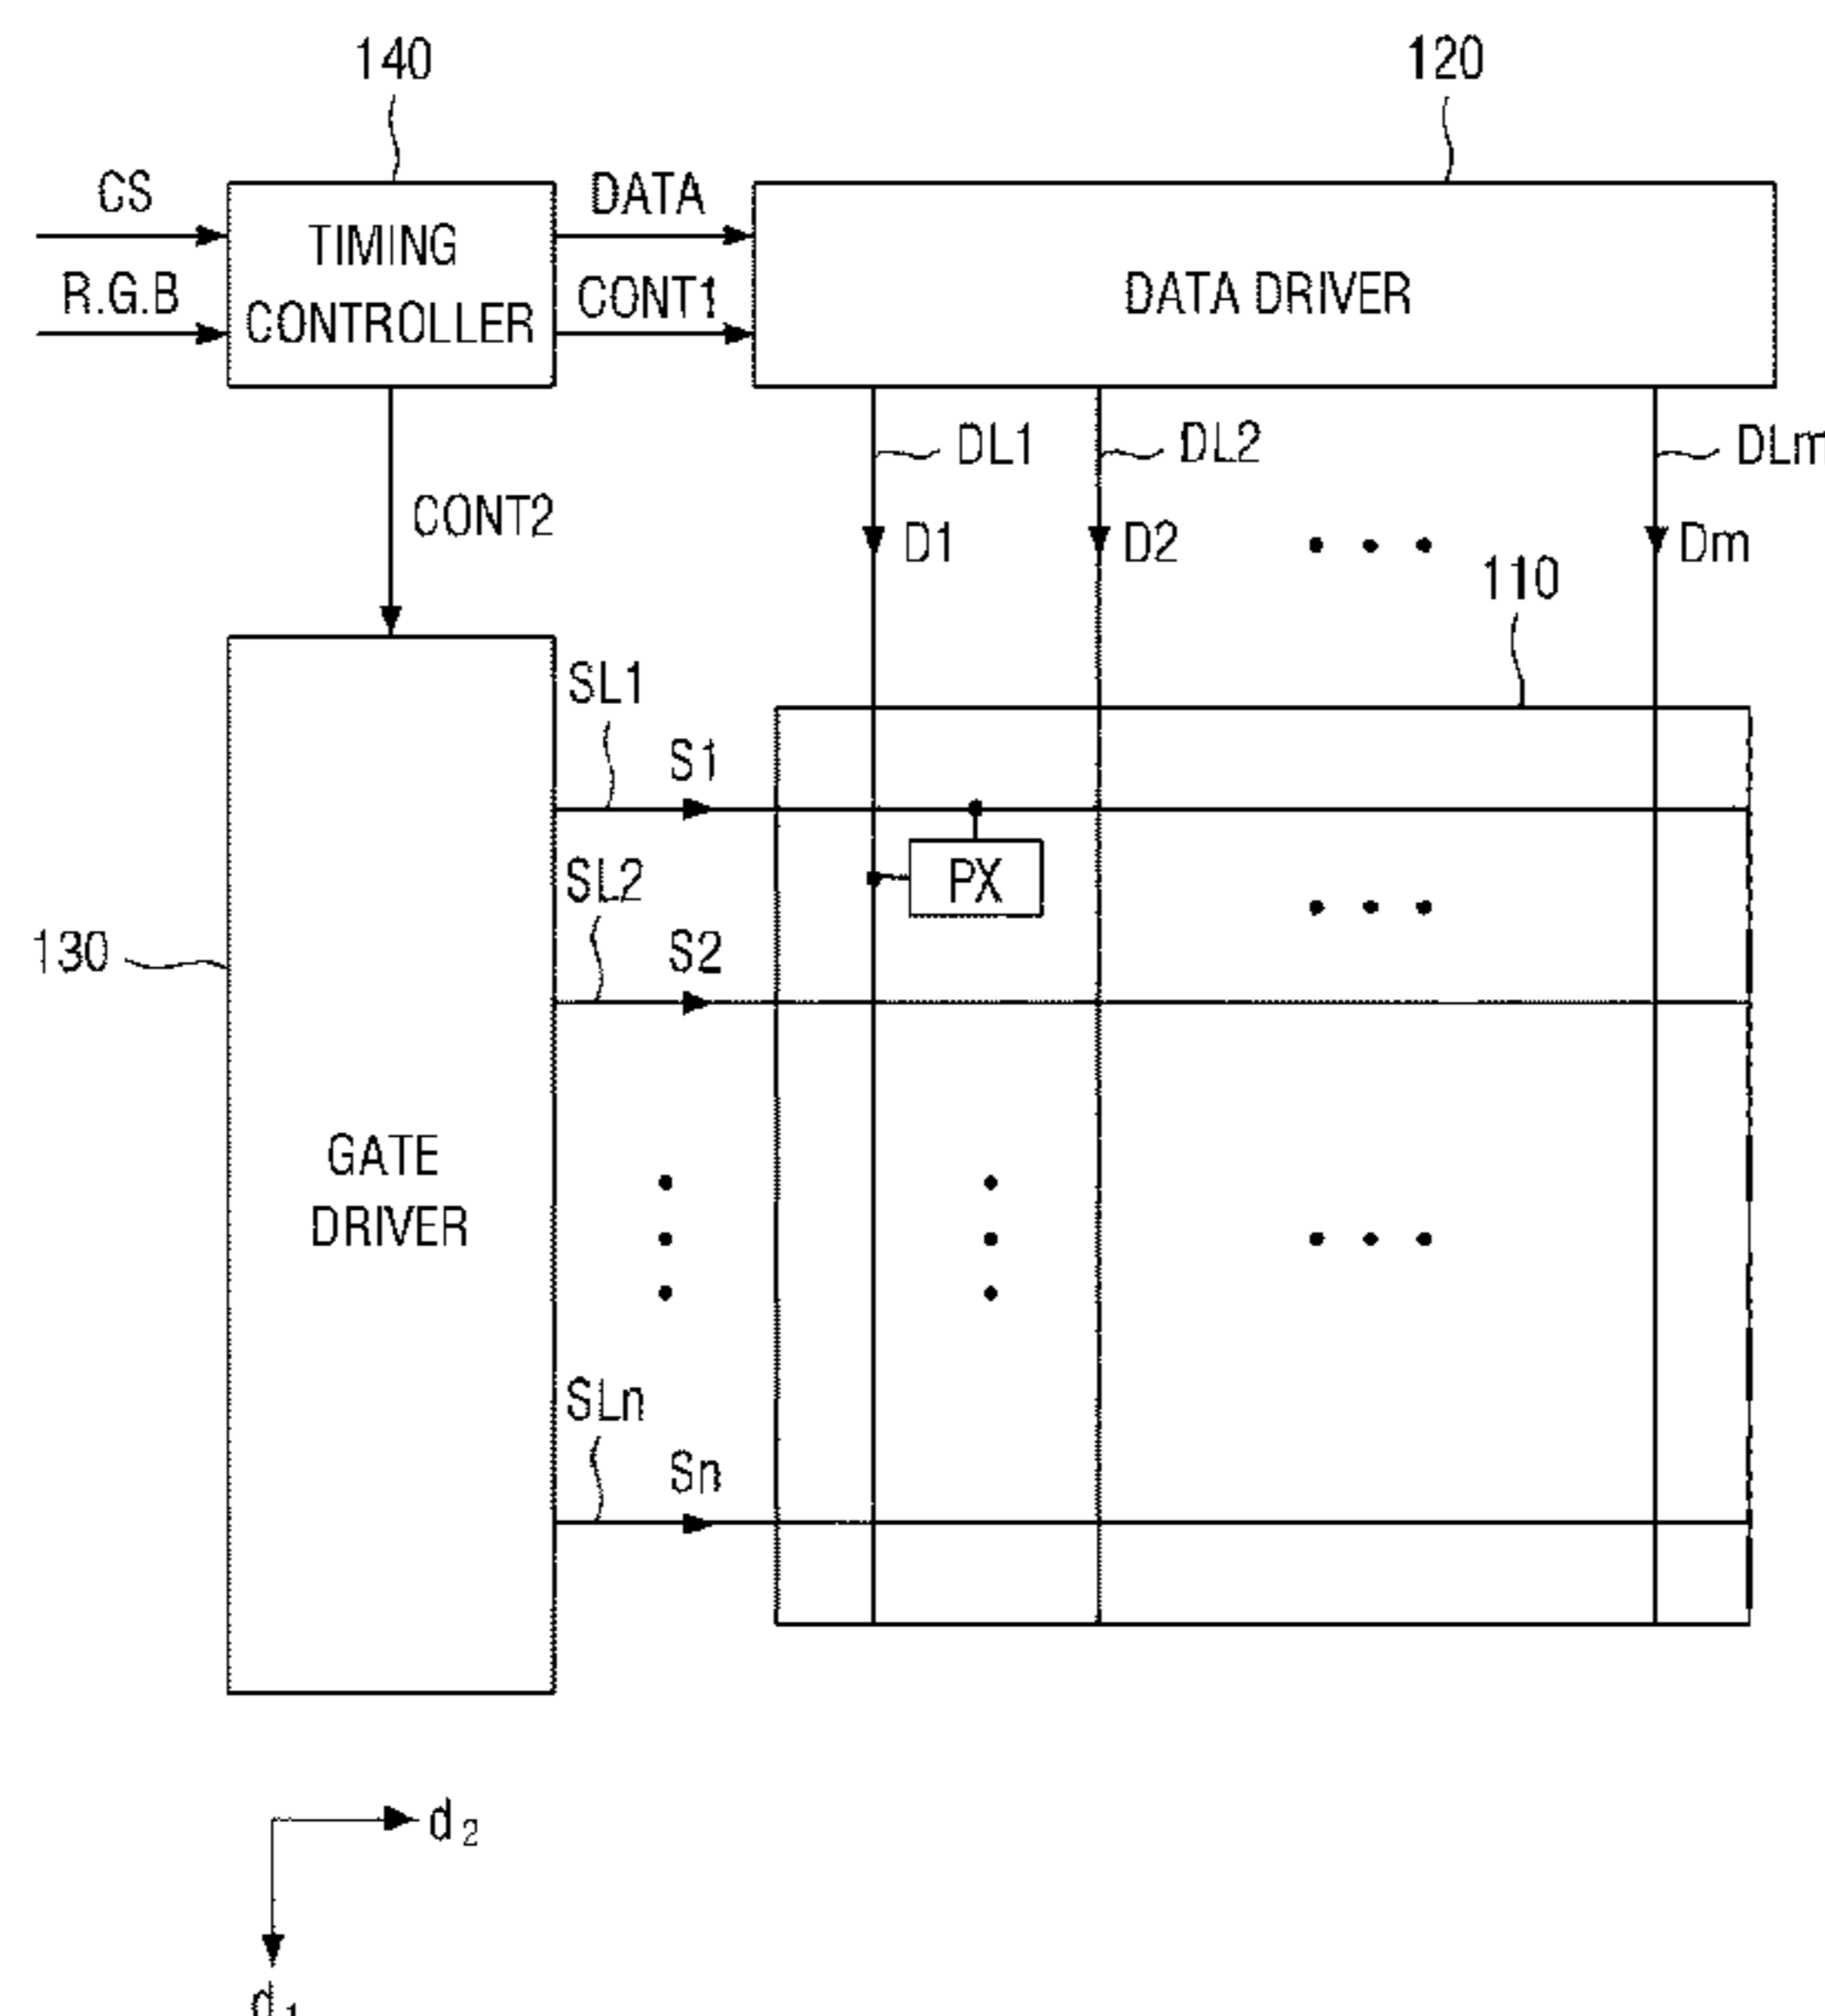 140
120
CS
DATA
TIMING
CONTROLLER
R.G.B
CONT1
DATA DRIVER
DL1
DL2
DLm
CONT2
D1
D2
Dm
110
SL1
S1
PX
SL2
130
S2
GATE
DRIVER
SLn
Sn
d2
d1